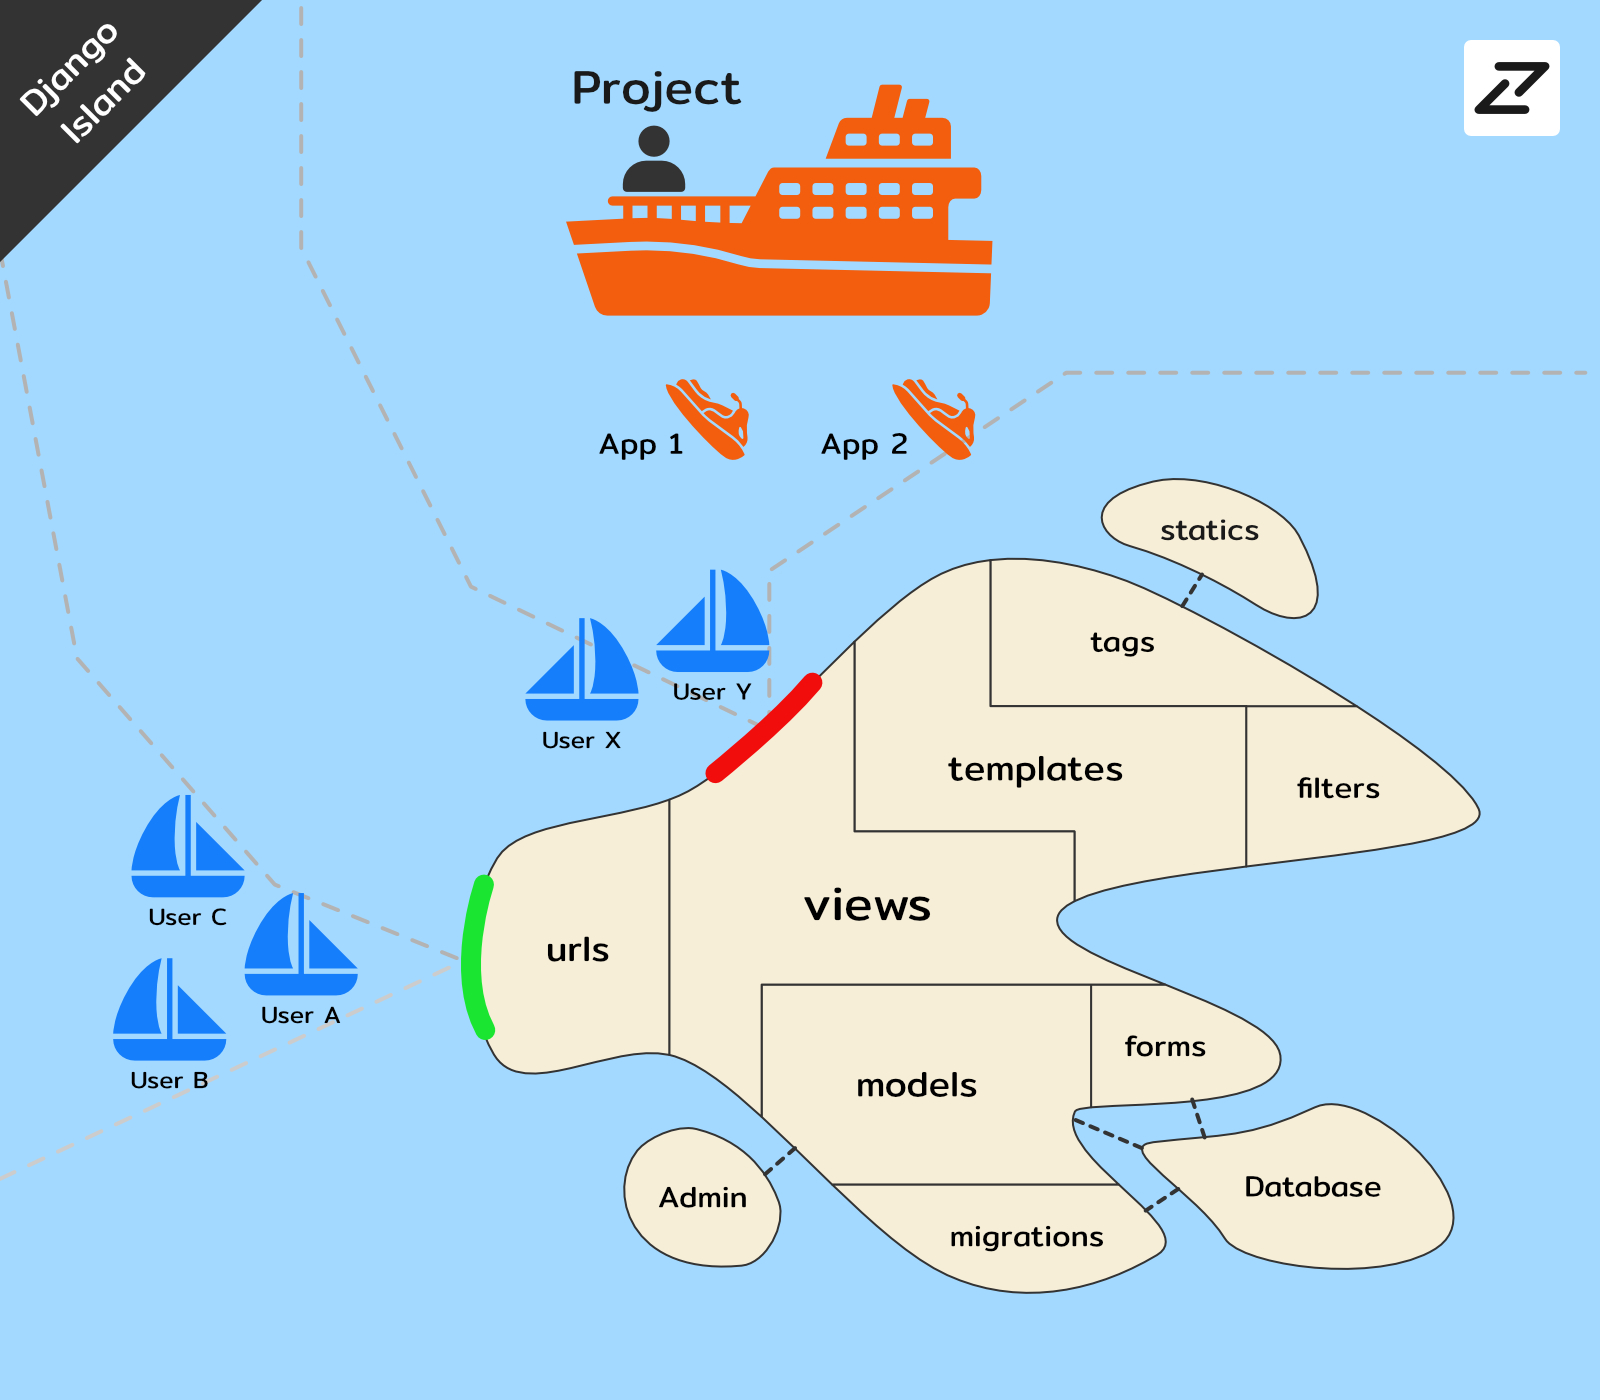 Django
Island
Project
App 1
App 2
statics
tags
User Y
User X
templates
filters
User C
views
urls
User A
forms
User B
models
Database
Admin
migrations